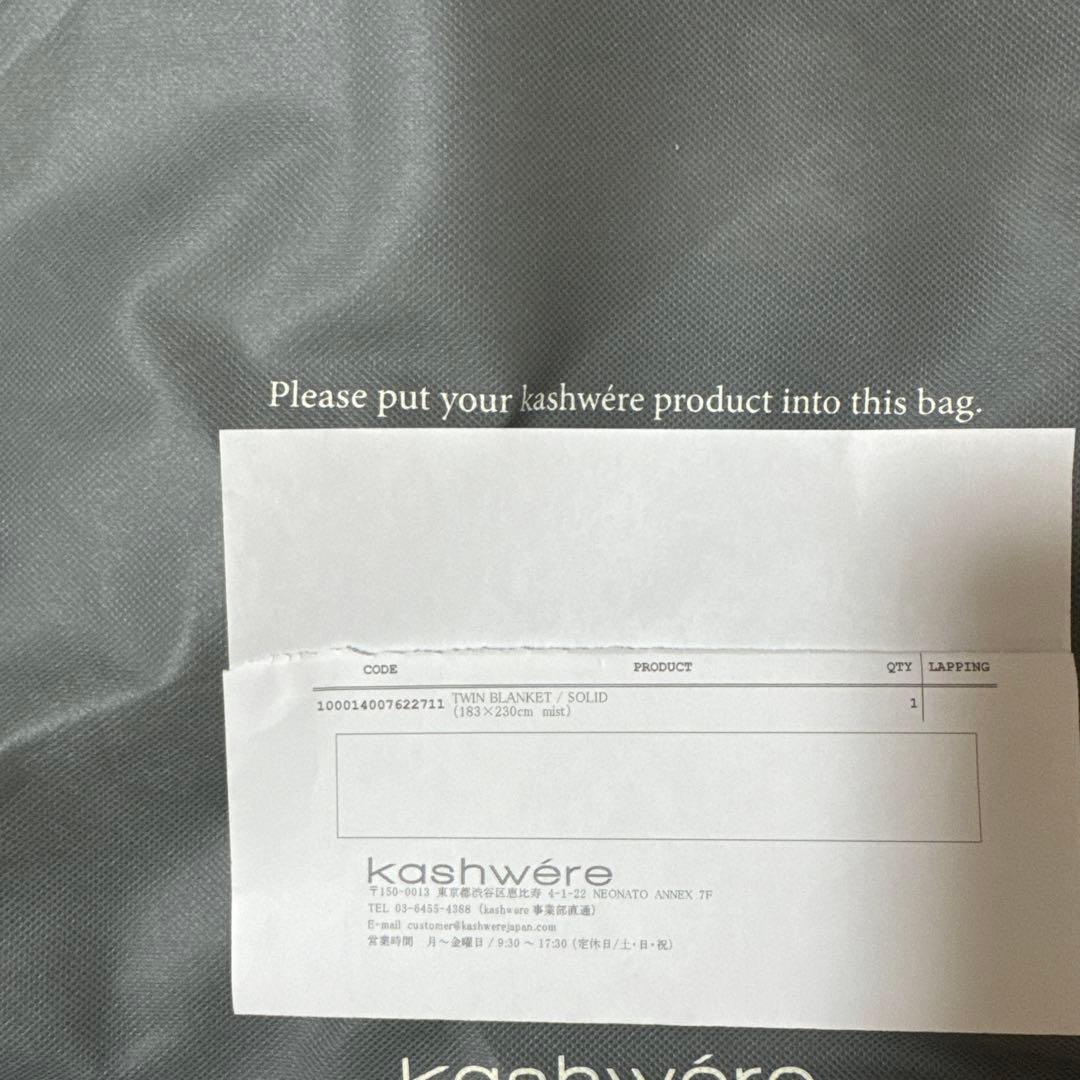 Please put your kashwére product into this bag.
CODE PRODUCT QTY LAPPING
100014007622711 TWIN BLANKET / SOLID 1
(183×230cm mist)
kashwére
〒150-0013 東京都渋谷区恵比寿 4-1-22 NEONATO ANNEX 7F
TEL 03-6455-4388 (kashwere 事業部直通)
E-mail customer@kashwerejapan.com
営業時間 月~金曜日 / 9:30 ~ 17:30 (定休日/土・日・祝)
kashwére